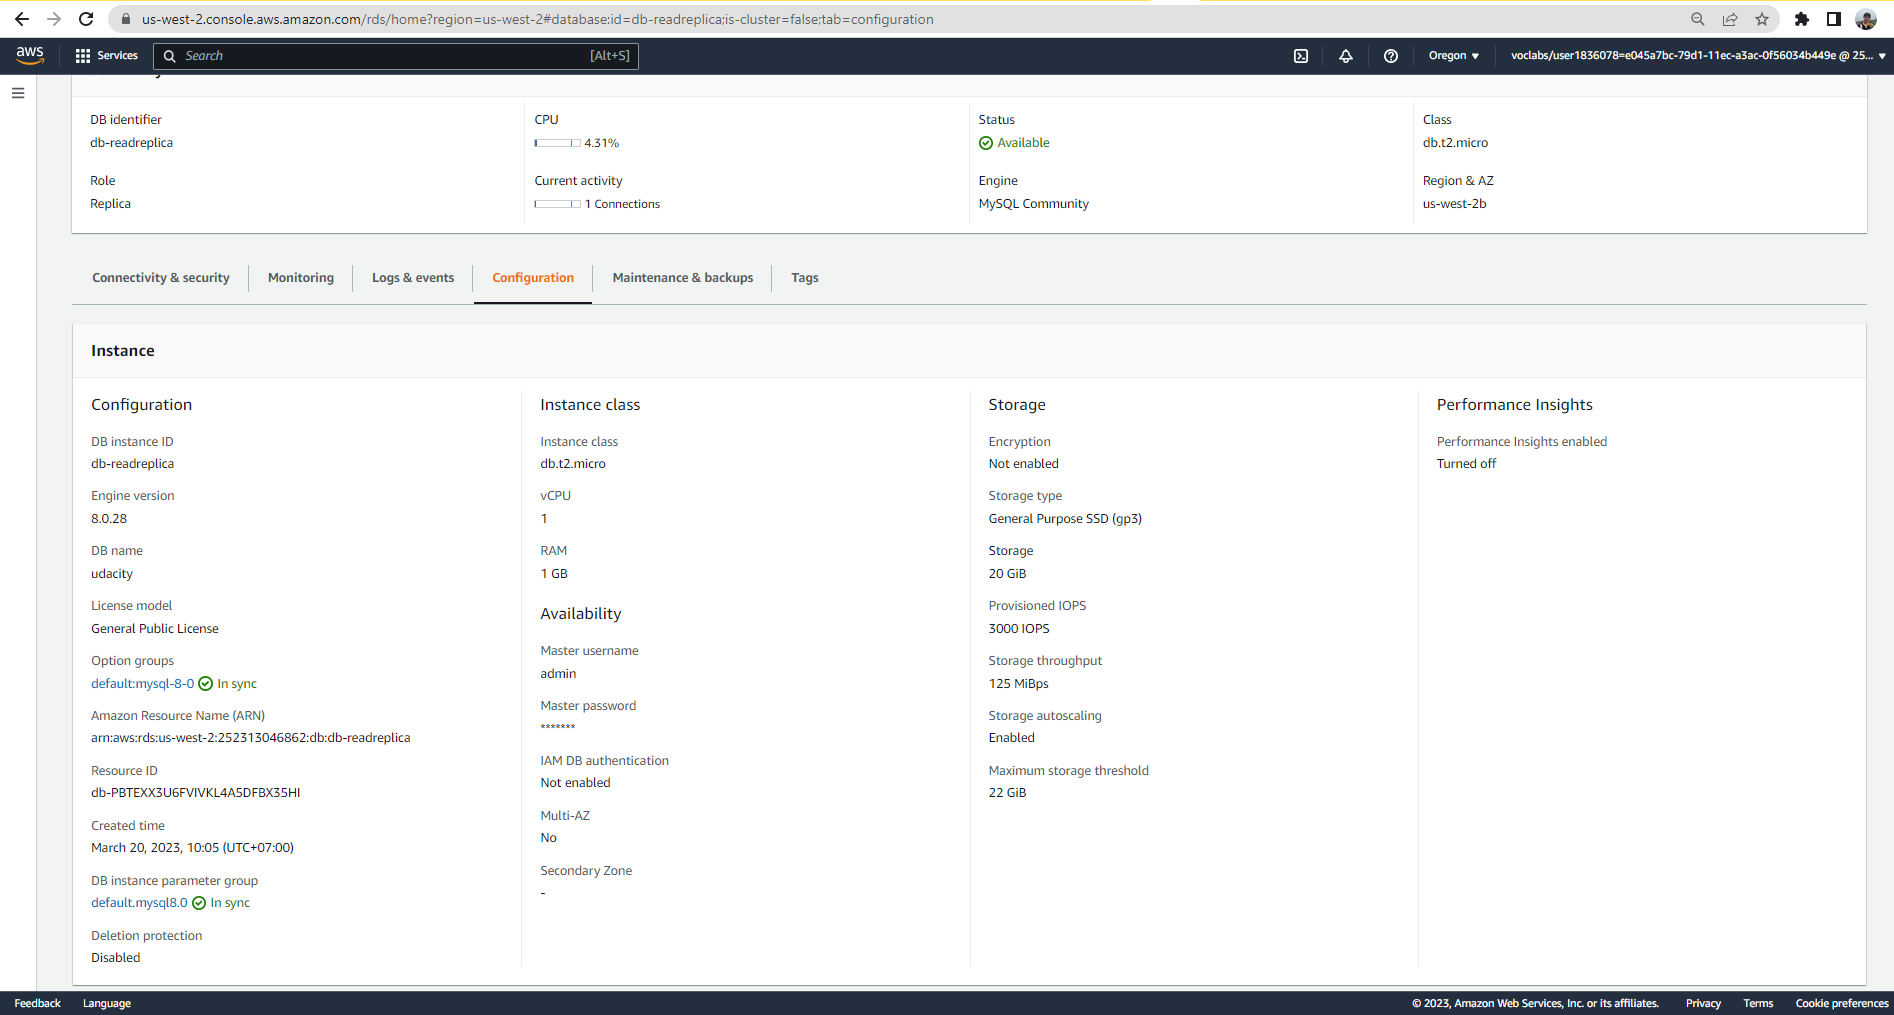 us-west-2.console.aws.amazon.com/rds/home?region=us-west-2#database:id=db-readreplica;is-cluster=false;tab=configuration
aws
Services
Search
[Alt+S]
Oregon
voclabs/user1836078=e045a7bc-79d1-11ec-a3ac-0f56034b449e @ 25...
DB identifier
db-readreplica
CPU
4.31%
Status
Available
Class
db.t2.micro
Role
Replica
Current activity
1 Connections
Engine
MySQL Community
Region & AZ
us-west-2b
Connectivity & security
Monitoring
Logs & events
Configuration
Maintenance & backups
Tags
Instance
Configuration
DB instance ID
db-readreplica
Engine version
8.0.28
DB name
udacity
License model
General Public License
Option groups
default:mysql-8-0 In sync
Amazon Resource Name (ARN)
arn:aws:rds:us-west-2:252313046862:db:db-readreplica
Resource ID
db-PBTEXX3U6FVIVKL4A5DFBX35HI
Created time
March 20, 2023, 10:05 (UTC+07:00)
DB instance parameter group
default.mysql8.0 In sync
Deletion protection
Disabled
Instance class
Instance class
db.t2.micro
vCPU
1
RAM
1 GB
Availability
Master username
admin
Master password
*******
IAM DB authentication
Not enabled
Multi-AZ
No
Secondary Zone
-
Storage
Encryption
Not enabled
Storage type
General Purpose SSD (gp3)
Storage
20 GiB
Provisioned IOPS
3000 IOPS
Storage throughput
125 MiBps
Storage autoscaling
Enabled
Maximum storage threshold
22 GiB
Performance Insights
Performance Insights enabled
Turned off
Feedback
Language
© 2023, Amazon Web Services, Inc. or its affiliates.
Privacy
Terms
Cookie preferences